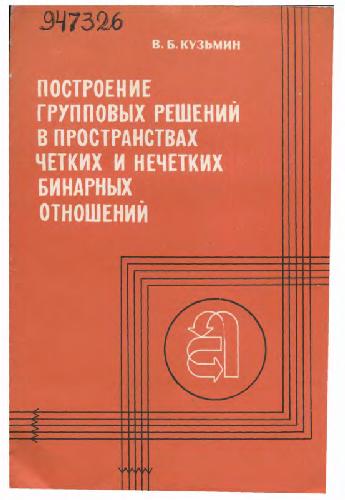 947326
В. Б. КУЗЬМИН
ПОСТРОЕНИЕ
ГРУППОВЫХ РЕШЕНИЙ
В ПРОСТРАНСТВАХ
ЧЕТКИХ И НЕЧЕТКИХ
БИНАРНЫХ
ОТНОШЕНИЙ